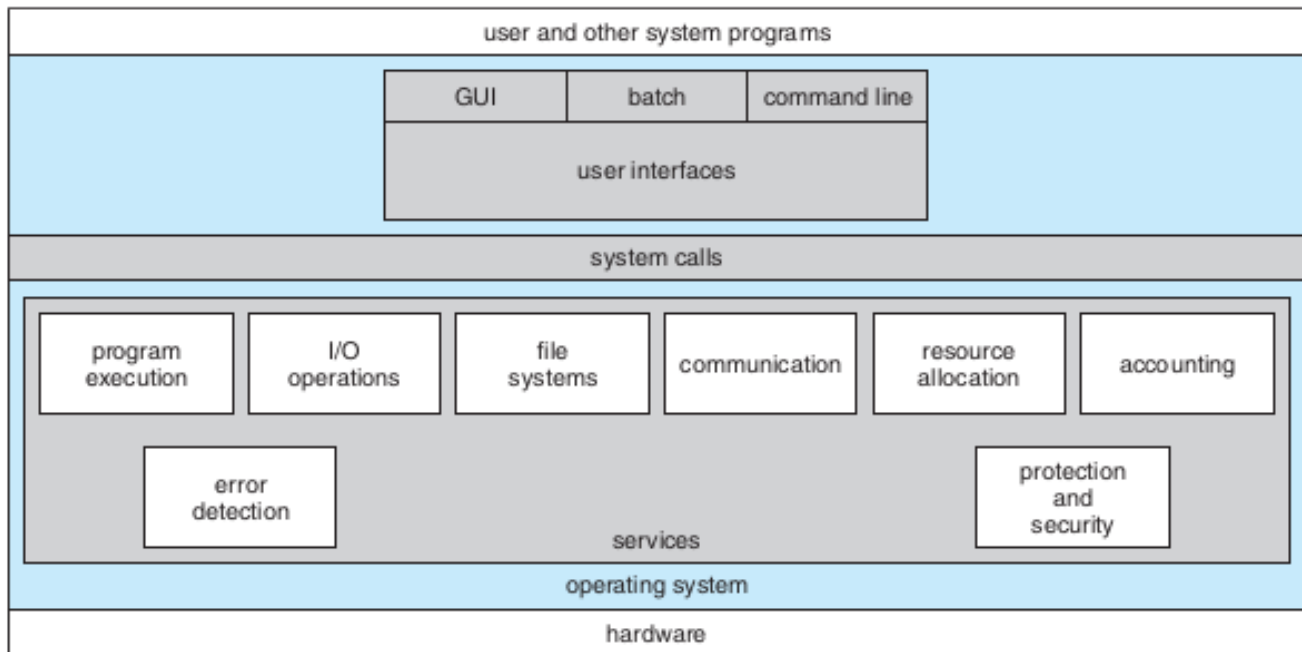 user and other system programs
GUI
batch
command line
user interfaces
system calls
program
execution
I/O
operations
file
systems
communication
resource
allocation
accounting
error
detection
protection
and
security
services
operating system
hardware